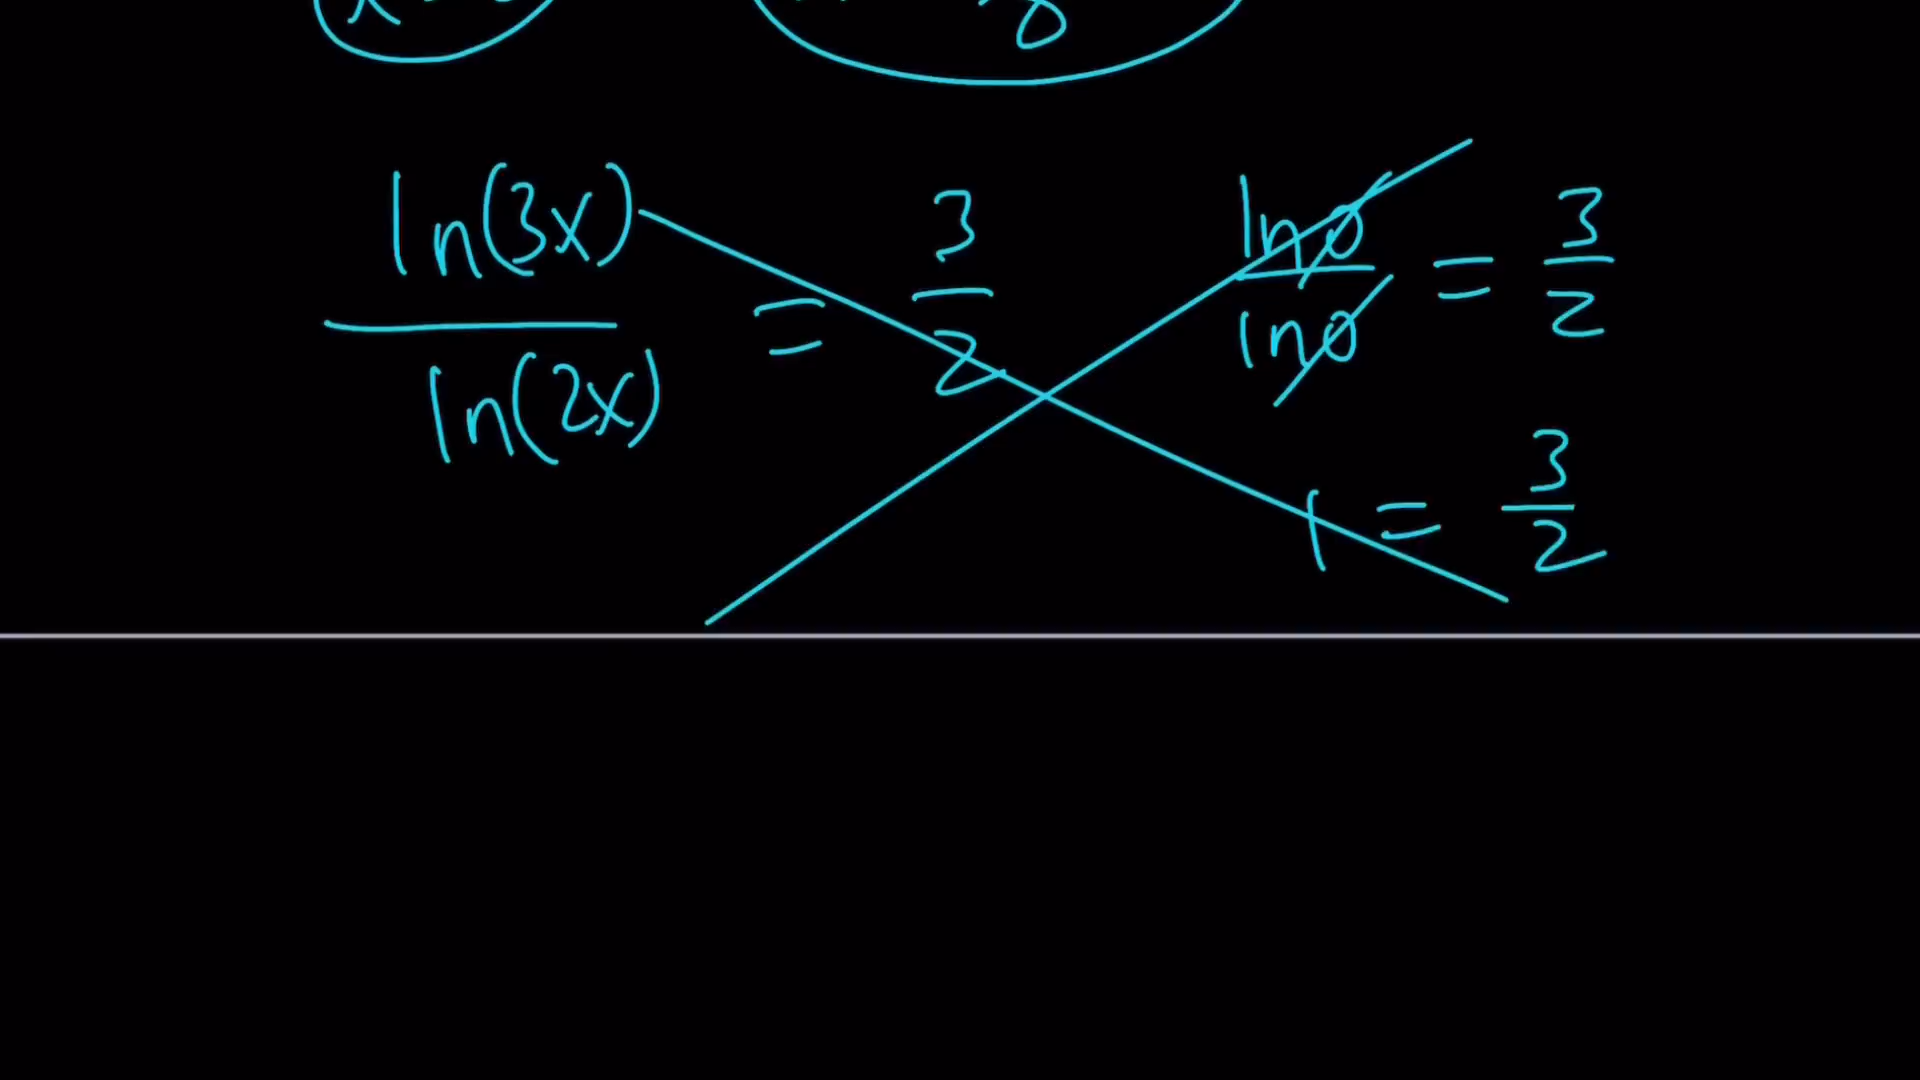 ln(3x)/ln(2x) = 3/2
ln0/ln0 = 3/2
1 = 3/2